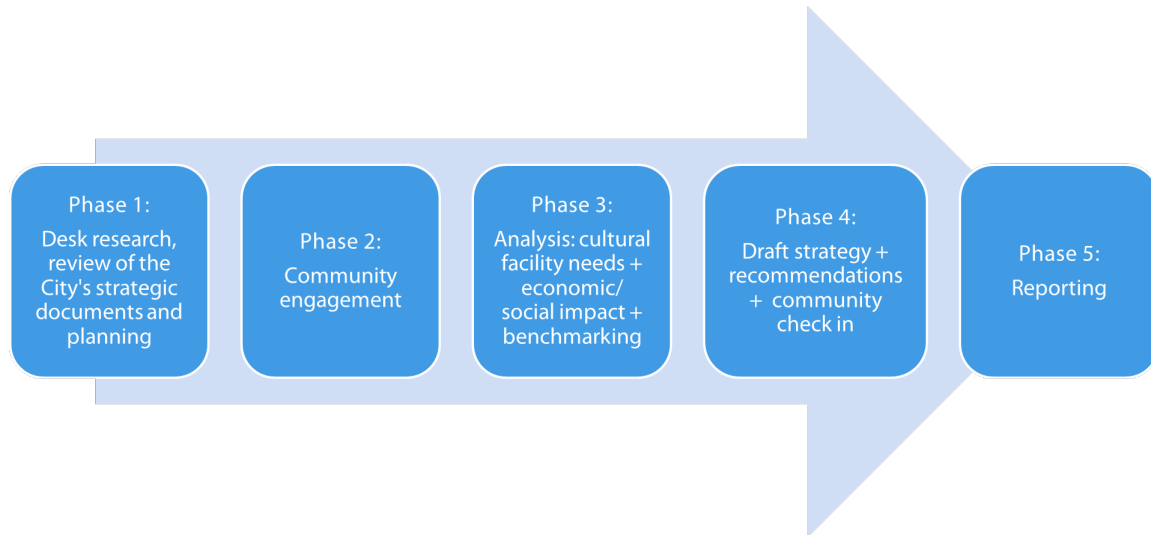 Phase 1:
Desk research,
review of the
City's strategic
documents and
planning
Phase 2:
Community
engagement
Phase 3:
Analysis: cultural
facility needs +
economic/
social impact +
benchmarking
Phase 4:
Draft strategy +
recommendations
+ community
check in
Phase 5:
Reporting